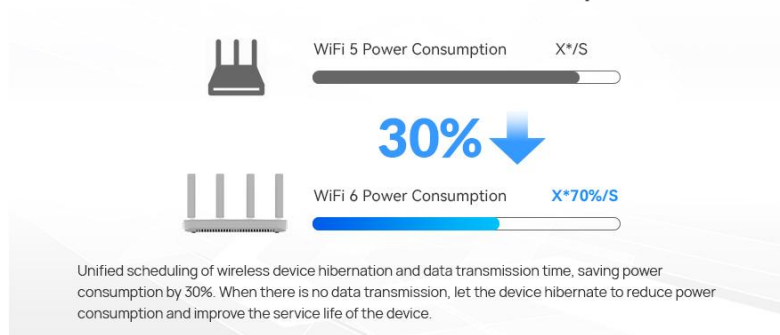 WiFi 5 Power Consumption X*/S
30%
WiFi 6 Power Consumption X*70%/S
Unified scheduling of wireless device hibernation and data transmission time, saving power
consumption by 30%. When there is no data transmission, let the device hibernate to reduce power
consumption and improve the service life of the device.